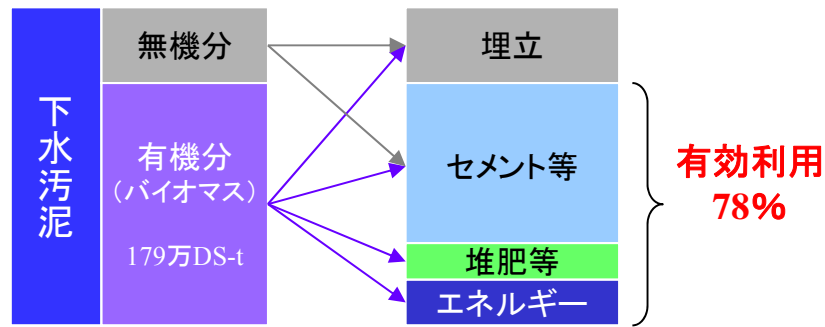 下水汚泥
無機分
有機分
（バイオマス）
179万DS-t
埋立
セメント等
堆肥等
エネルギー
有効利用
78%